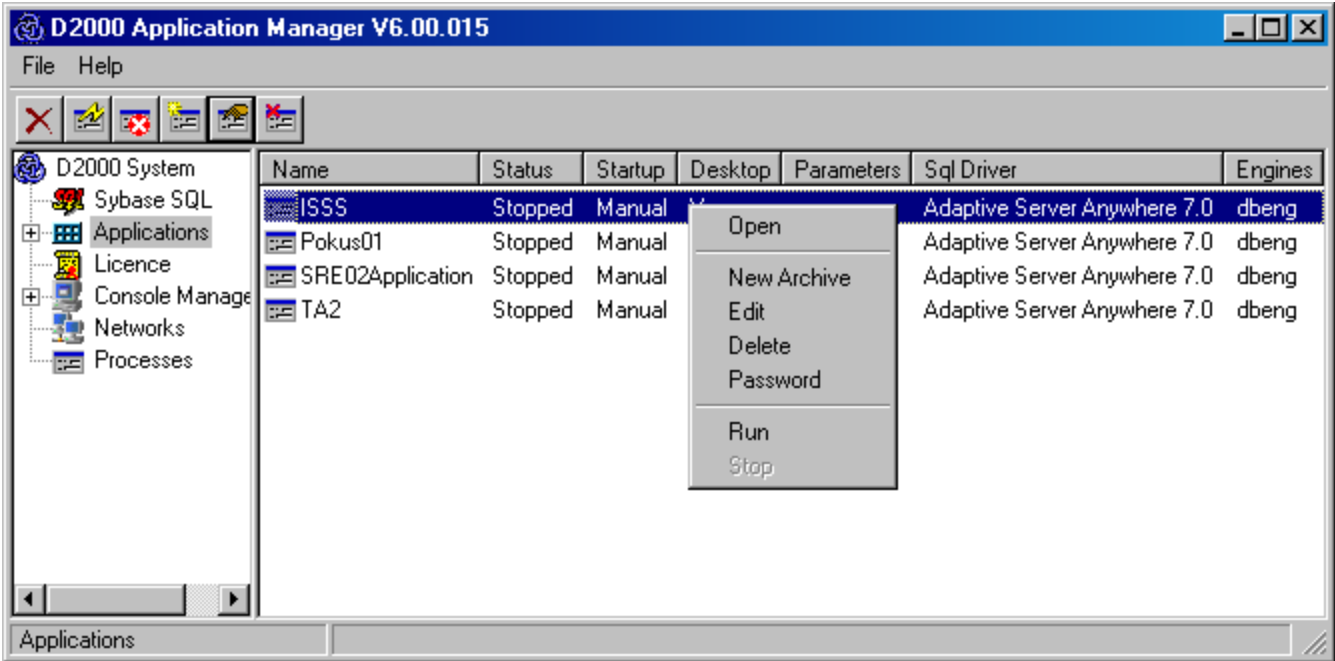 D2000 Application Manager V6.00.015
File Help
D2000 System
Sybase SQL
Applications
Licence
Console Manage
Networks
Processes
Name Status Startup Desktop Parameters Sql Driver Engines
ISSS Stopped Manual Adaptive Server Anywhere 7.0 dbeng
Pokus01 Stopped Manual Adaptive Server Anywhere 7.0 dbeng
SRE02Application Stopped Manual Adaptive Server Anywhere 7.0 dbeng
TA2 Stopped Manual Adaptive Server Anywhere 7.0 dbeng
Open
New Archive
Edit
Delete
Password
Run
Stop
Applications